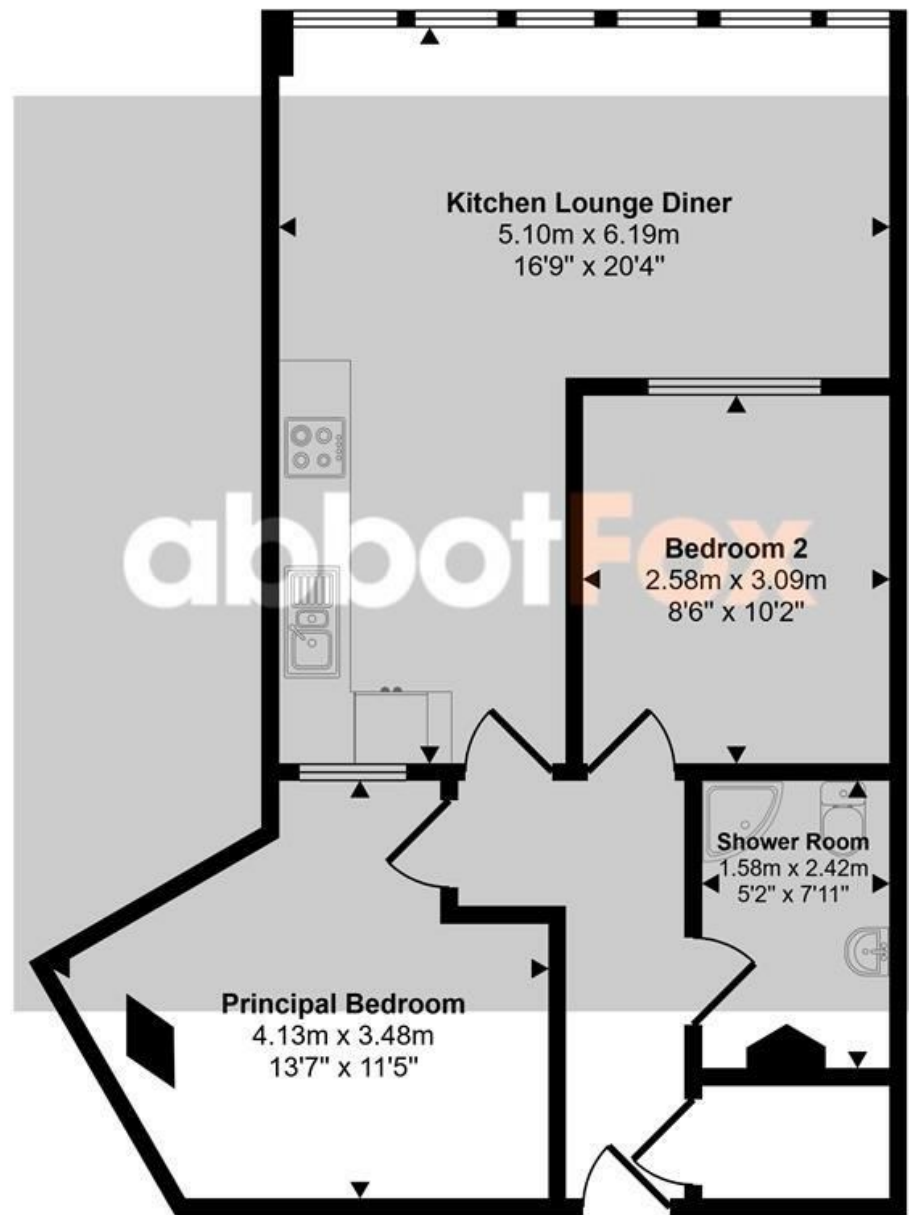 Kitchen Lounge Diner
5.10m x 6.19m
16'9" x 20'4"
abbotFox
Bedroom 2
2.58m x 3.09m
8'6" x 10'2"
Shower Room
1.58m x 2.42m
5'2" x 7'11"
Principal Bedroom
4.13m x 3.48m
13'7" x 11'5"